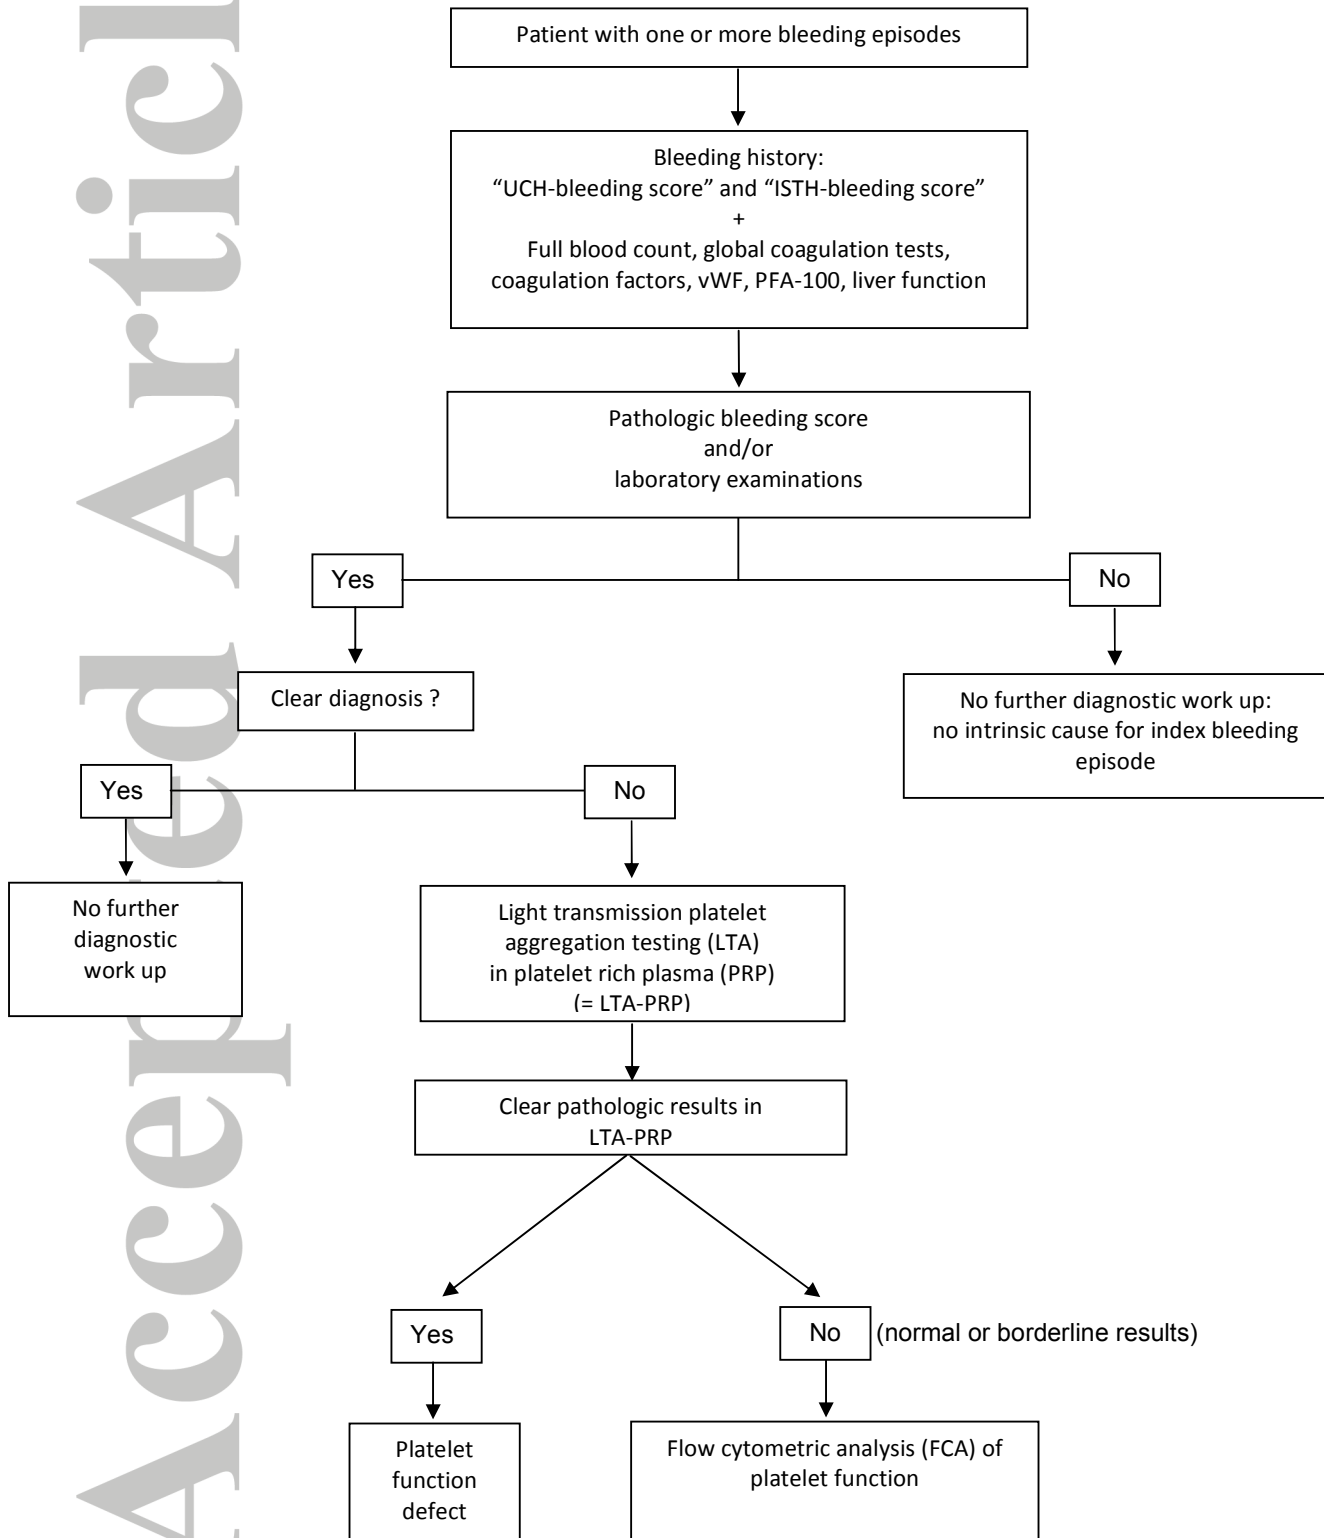 Accepted Articl
Patient with one or more bleeding episodes
Bleeding history:
“UCH-bleeding score” and “ISTH-bleeding score”
+
Full blood count, global coagulation tests,
coagulation factors, vWF, PFA-100, liver function
Pathologic bleeding score
and/or
laboratory examinations
Yes
No
Clear diagnosis ?
No further diagnostic work up:
no intrinsic cause for index bleeding
episode
Yes
No
No further
diagnostic
work up
Light transmission platelet
aggregation testing (LTA)
in platelet rich plasma (PRP)
(= LTA-PRP)
Clear pathologic results in
LTA-PRP
Yes
No (normal or borderline results)
Platelet
function
defect
Flow cytometric analysis (FCA) of
platelet function